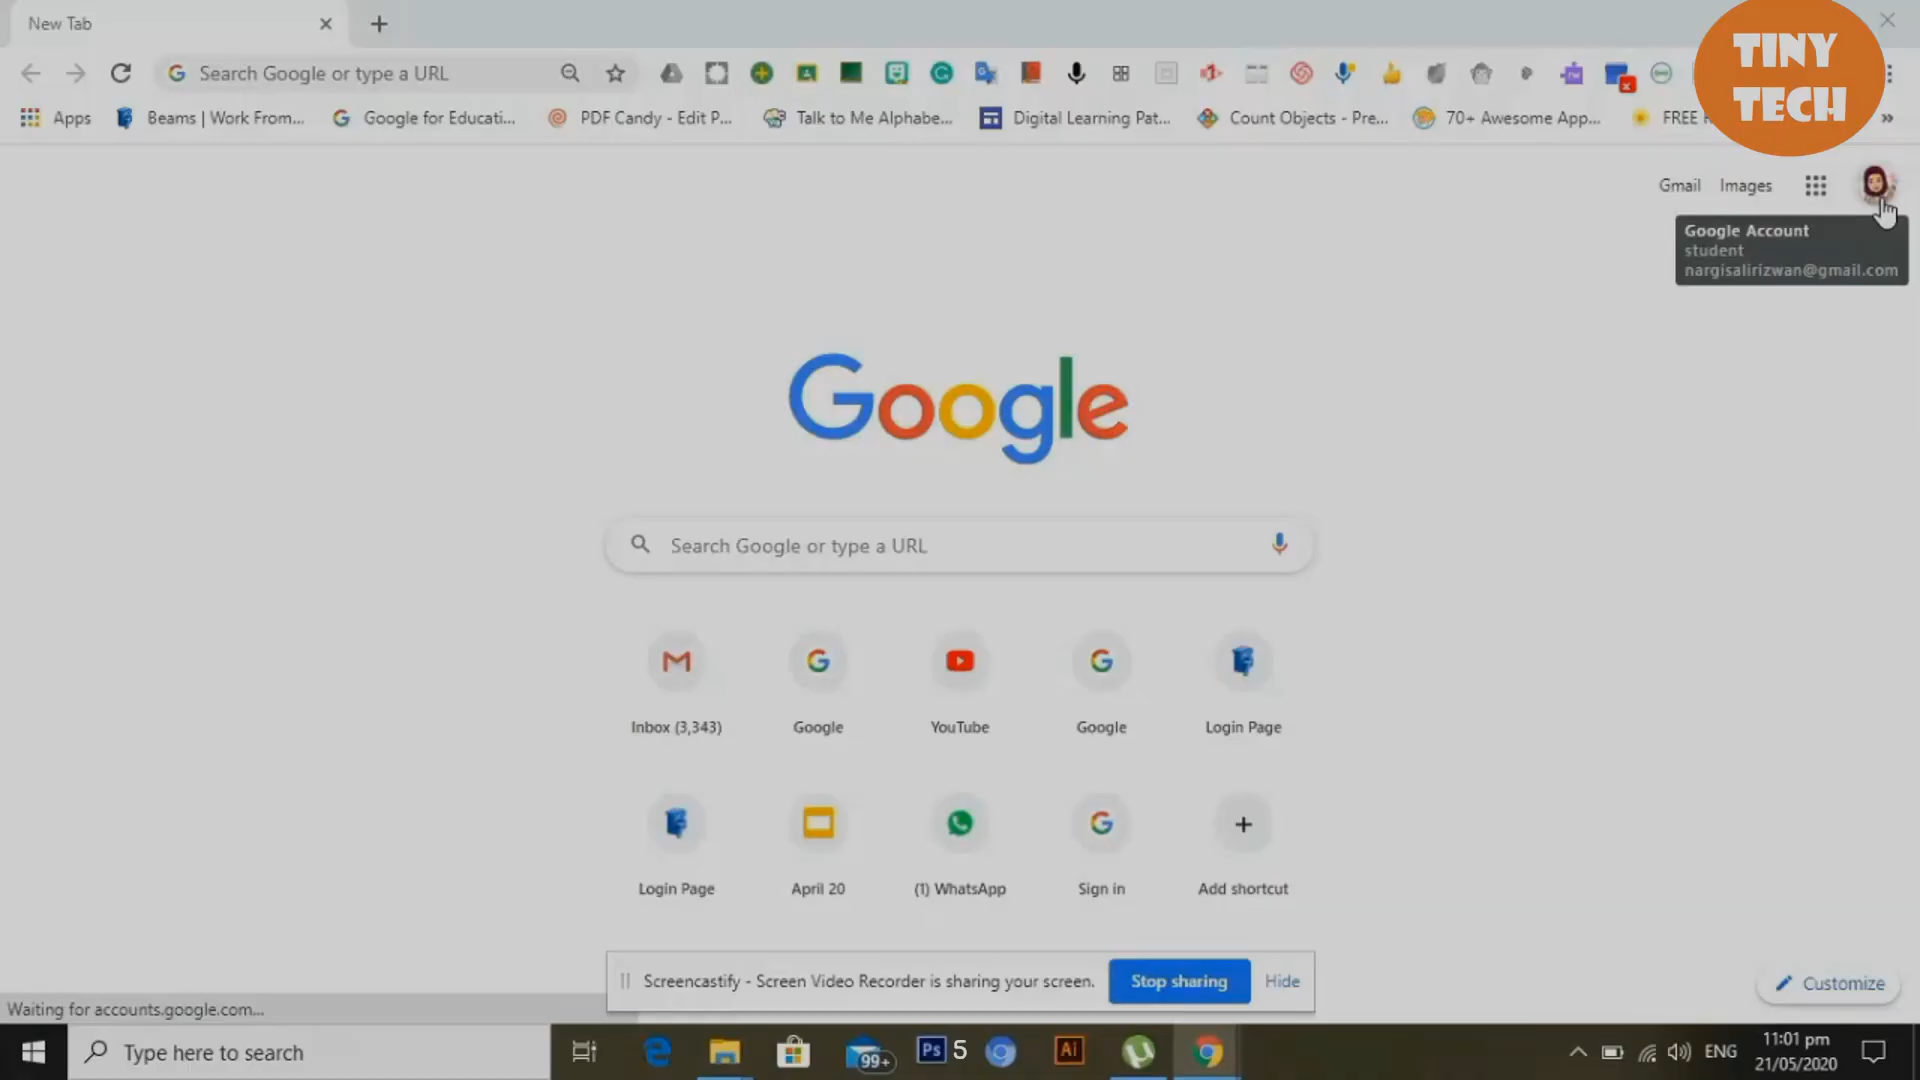 New Tab
TINY
TECH
Search Google or type a URL
Apps
Beams | Work From...
Google for Educati...
PDF Candy - Edit P...
Talk to Me Alphabe...
Digital Learning Pat...
Count Objects - Pre...
70+ Awesome App...
FREE
»
Gmail
Images
Google Account
student
nargisalirizwan@gmail.com
Google
Search Google or type a URL
Inbox (3,343)
Google
YouTube
Google
Login Page
Login Page
April 20
(1) WhatsApp
Sign in
Add shortcut
Screencastify - Screen Video Recorder is sharing your screen.
Stop sharing
Hide
Customize
Waiting for accounts.google.com...
Type here to search
99+
Ps
5
Ai
ENG
11:01 pm
21/05/2020